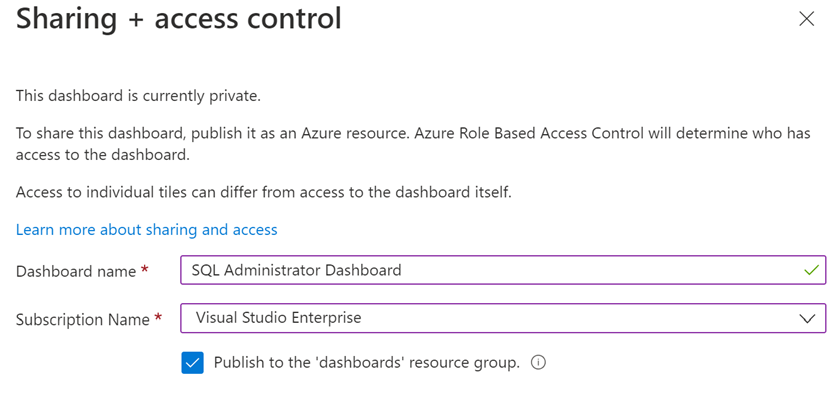 Sharing + access control
This dashboard is currently private.
To share this dashboard, publish it as an Azure resource. Azure Role Based Access Control will determine who has
access to the dashboard.
Access to individual tiles can differ from access to the dashboard itself.
Learn more about sharing and access
Dashboard name * SQL Administrator Dashboard
Subscription Name * Visual Studio Enterprise
Publish to the 'dashboards' resource group.